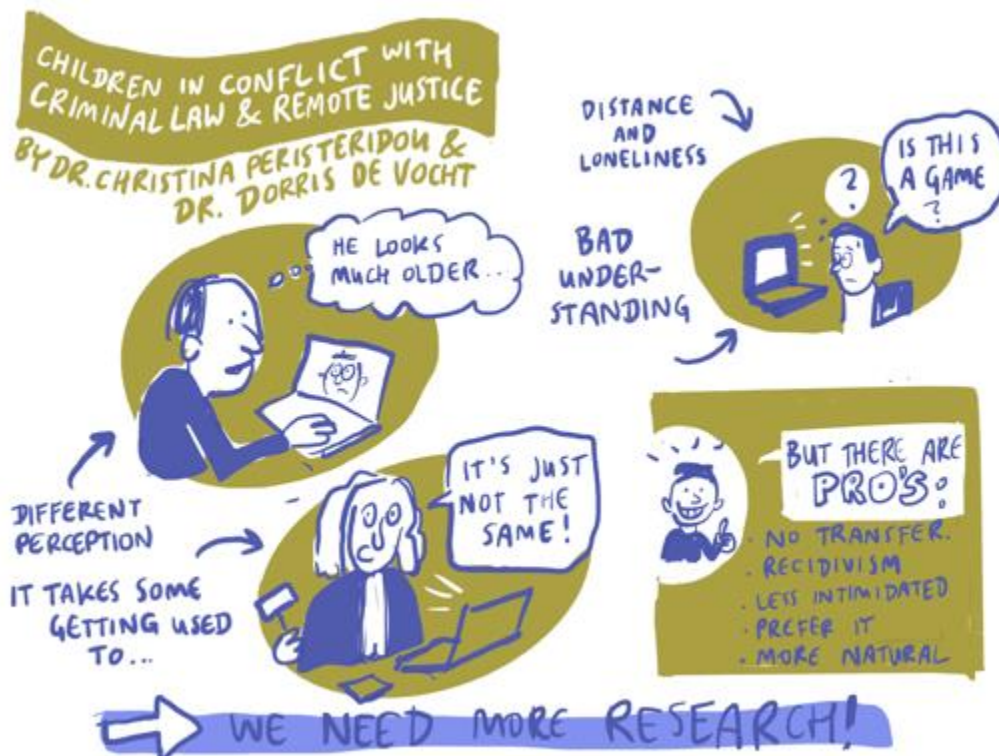 CHILDREN IN CONFLICT WITH
CRIMINAL LAW & REMOTE JUSTICE
BY DR. CHRISTINA PERISTERIDOU &
DR. DORRIS DE VOCHT
HE LOOKS
MUCH OLDER..
DIFFERENT
PERCEPTION
IT TAKES SOME
GETTING USED
TO...
IT'S JUST
NOT THE
SAME!
DISTANCE
AND
LONELINESS
BAD
UNDER-
STANDING
?
IS THIS
A GAME
?
BUT THERE ARE
PRO'S:
· NO TRANSFER.
· RECIDIVISM
· LESS INTIMIDATED
· PREFER IT
· MORE NATURAL
WE NEED MORE RESEARCH!